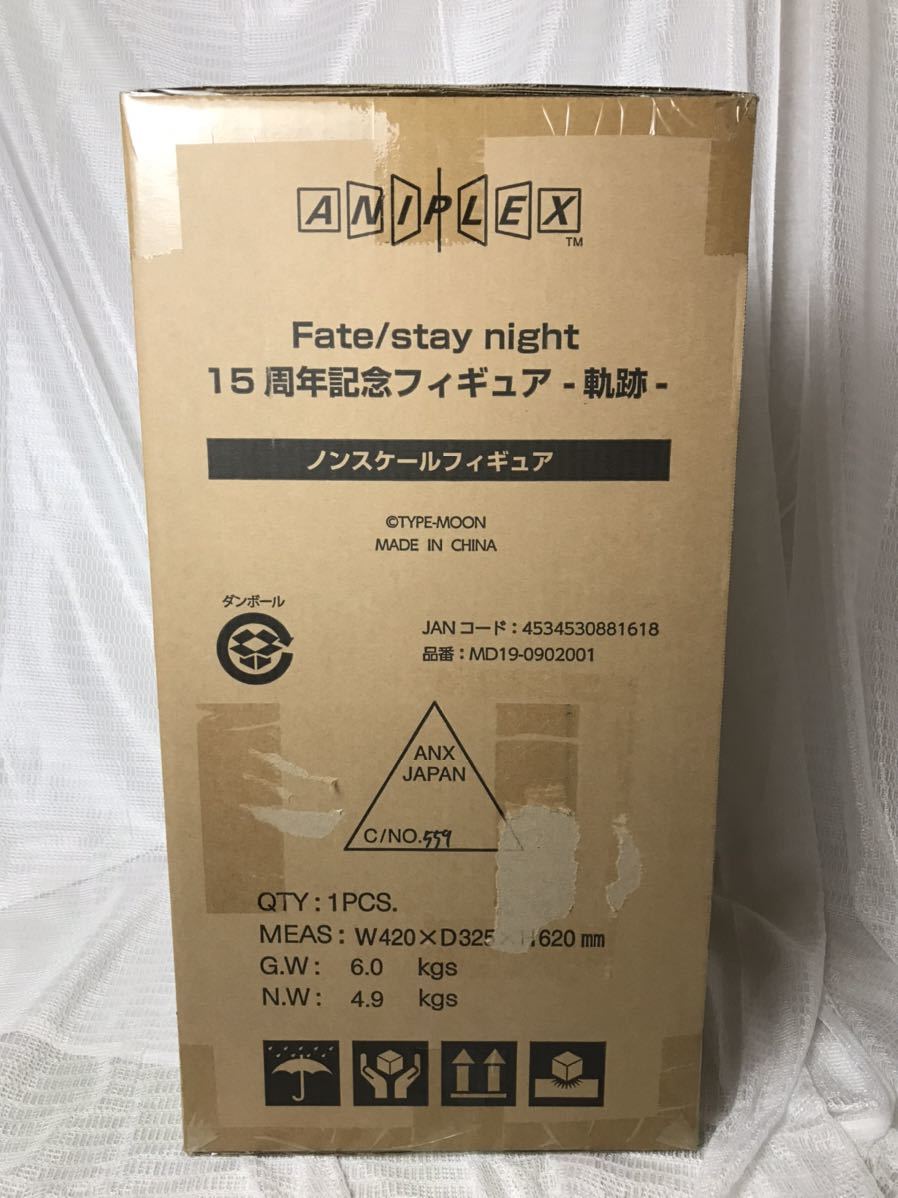 ANIPLEX
TM
Fate/stay night
15周年記念フィギュア -軌跡-
ノンスケールフィギュア
©TYPE-MOON
MADE IN CHINA
ダンボール
JANコード:4534530881618
品番:MD19-0902001
ANX
JAPAN
C/NO.559
QTY:1PCS.
MEAS:W420×D325×H620mm
G.W: 6.0 kgs
N.W: 4.9 kgs